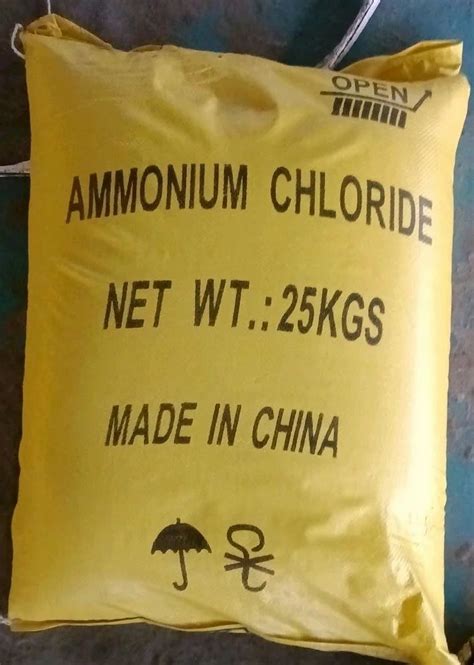 OPEN
AMMONIUM CHLORIDE
NET WT.: 25KGS
MADE IN CHINA